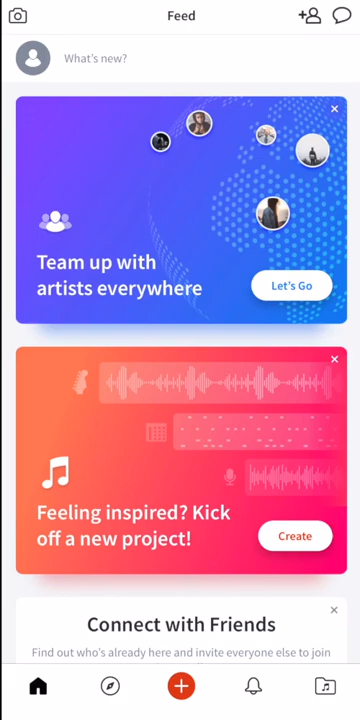 Feed
What's new?
Team up with
artists everywhere
Let's Go
Feeling inspired? Kick
off a new project!
Create
Connect with Friends
Find out who's already here and invite everyone else to join